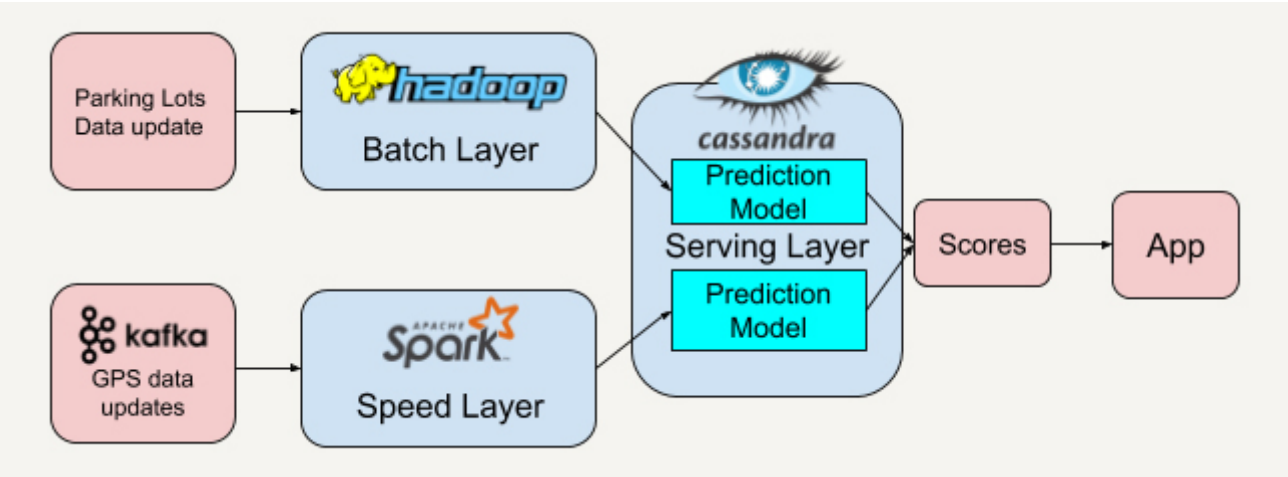 Parking Lots
Data update
hadoop
Batch Layer
cassandra
Prediction
Model
Serving Layer
Prediction
Model
Scores
App
kafka
GPS data
updates
APACHE
Spark™
Speed Layer